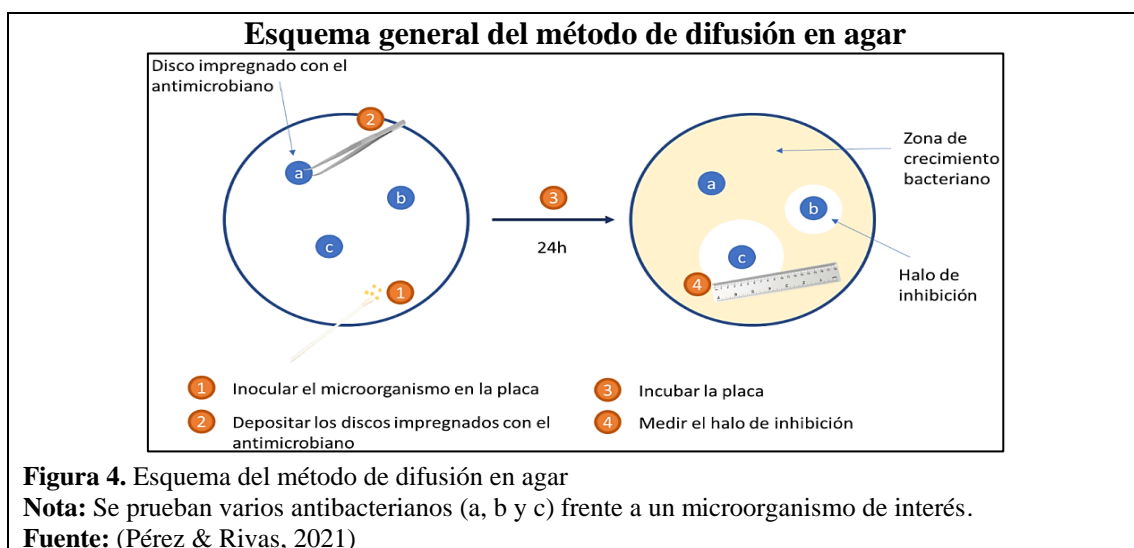 Esquema general del método de difusión en agar
Disco impregnado con el
antimicrobiano
2
a
b
c
1
3
24h
Zona de
crecimiento
bacteriano
a
b
c
4
Halo de
inhibición
1 Inocular el microorganismo en la placa
2 Depositar los discos impregnados con el
antimicrobiano
3 Incubar la placa
4 Medir el halo de inhibición
Figura 4. Esquema del método de difusión en agar
Nota: Se prueban varios antibacterianos (a, b y c) frente a un microorganismo de interés.
Fuente: (Pérez & Rivas, 2021)